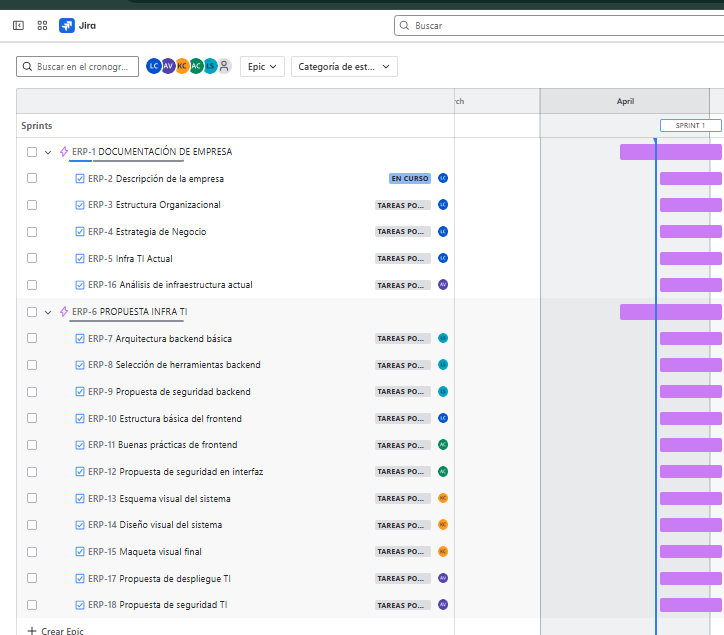 Jira
Buscar
Buscar en el cronogr...
LC AV KC AC LS
Epic
Categoría de est...
rch
April
Sprints
SPRINT 1
ERP-1 DOCUMENTACIÓN DE EMPRESA
ERP-2 Descripción de la empresa EN CURSO LC
ERP-3 Estructura Organizacional TAREAS PO... LC
ERP-4 Estrategia de Negocio TAREAS PO... LC
ERP-5 Infra TI Actual TAREAS PO... LC
ERP-16 Análisis de infraestructura actual TAREAS PO... AV
ERP-6 PROPUESTA INFRA TI
ERP-7 Arquitectura backend básica TAREAS PO... LS
ERP-8 Selección de herramientas backend TAREAS PO... LS
ERP-9 Propuesta de seguridad backend TAREAS PO... LS
ERP-10 Estructura básica del frontend TAREAS PO... LC
ERP-11 Buenas prácticas de frontend TAREAS PO... AC
ERP-12 Propuesta de seguridad en interfaz TAREAS PO... AC
ERP-13 Esquema visual del sistema TAREAS PO... KC
ERP-14 Diseño visual del sistema TAREAS PO... KC
ERP-15 Maqueta visual final TAREAS PO... KC
ERP-17 Propuesta de despliegue TI TAREAS PO... AV
ERP-18 Propuesta de seguridad TI TAREAS PO... AV
+ Crear Epic